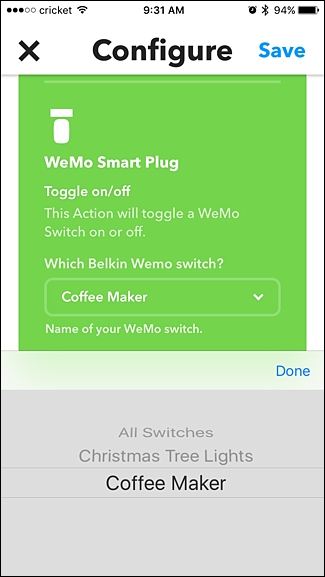 cricket 9:31 AM 94%
Configure Save
WeMo Smart Plug
Toggle on/off
This Action will toggle a WeMo
Switch on or off.
Which Belkin Wemo switch?
Coffee Maker
Name of your WeMo switch.
Done
All Switches
Christmas Tree Lights
Coffee Maker